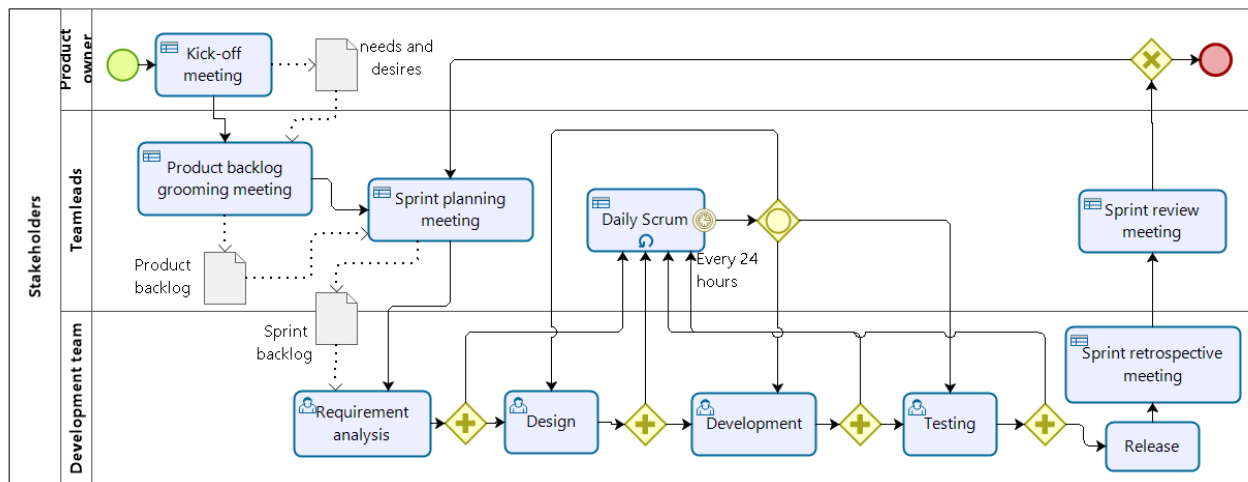 Stakeholders
Product
owner
Kick-off
meeting
needs and
desires
Teamleads
Product backlog
grooming meeting
Sprint planning
meeting
Daily Scrum
Every 24
hours
Sprint review
meeting
Product
backlog
Sprint
backlog
Development team
Requirement
analysis
Design
Development
Testing
Release
Sprint retrospective
meeting